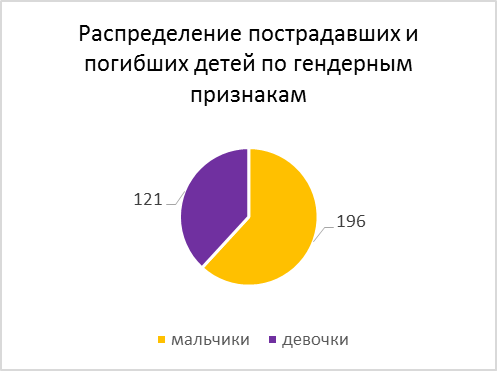 Распределение пострадавших и
погибших детей по гендерным
признакам
121
196
мальчики девочки